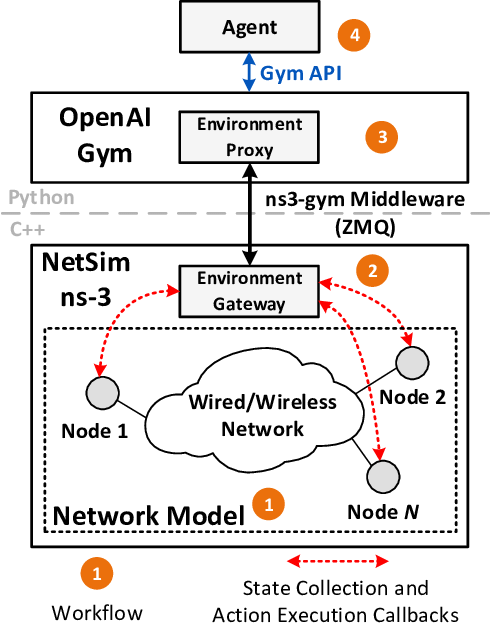 Agent
4
Gym API
OpenAI
Gym
Environment
Proxy
3
Python
ns3-gym Middleware
(ZMQ)
C++
NetSim
ns-3
Environment
Gateway
2
Wired/Wireless
Network
Node 1
Node 2
Node N
Network Model
1
1
Workflow
State Collection and
Action Execution Callbacks